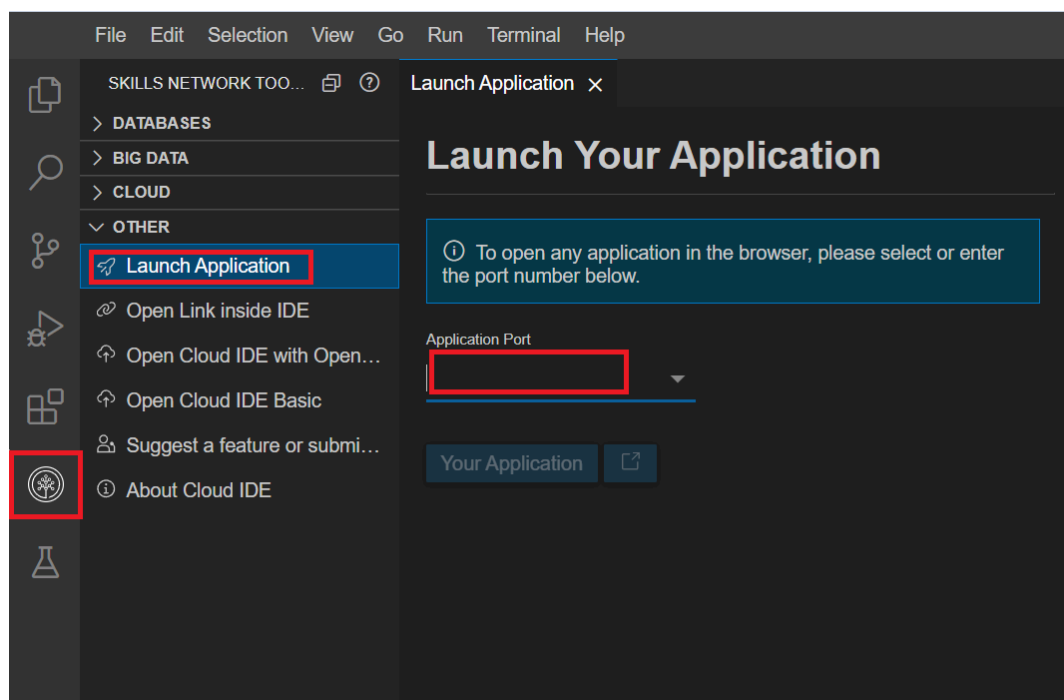 File Edit Selection View Go Run Terminal Help
SKILLS NETWORK TOO...
DATABASES
BIG DATA
CLOUD
OTHER
Launch Application
Open Link inside IDE
Open Cloud IDE with Open...
Open Cloud IDE Basic
Suggest a feature or submi...
About Cloud IDE
Launch Application
Launch Your Application
To open any application in the browser, please select or enter
the port number below.
Application Port
Your Application